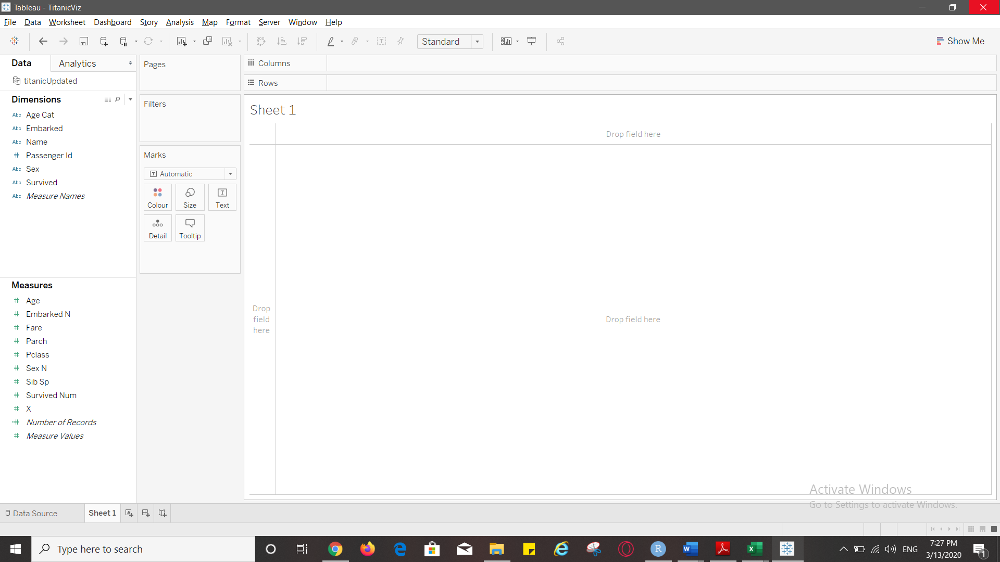 Tableau - TitanicViz
File Data Worksheet Dashboard Story Analysis Map Format Server Window Help
Standard
Show Me
Data
Analytics
titanicUpdated
Dimensions
Abc Age Cat
Abc Embarked
Abc Name
# Passenger Id
Abc Sex
Abc Survived
Abc Measure Names
Measures
# Age
# Embarked N
# Fare
# Parch
# Pclass
# Sex N
# Sib Sp
# Survived Num
# X
=# Number of Records
# Measure Values
Pages
Filters
Marks
T Automatic
Colour
Size
T
Text
Detail
Tooltip
Columns
Rows
Sheet 1
Drop field here
Drop
field
here
Drop field here
Activate Windows
Go to Settings to activate Windows.
Data Source
Sheet 1
Type here to search
ENG
7:27 PM
3/13/2020
1